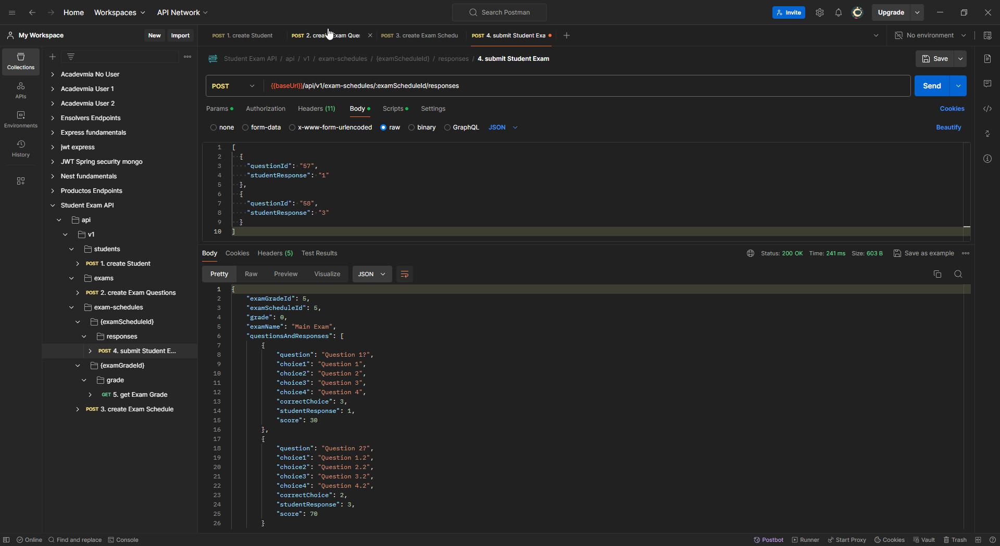 Home Workspaces API Network Search Postman Invite Upgrade
My Workspace New Import POST 1. create Student POST 2. crea Exam Ques POST 3. create Exam Schedu POST 4. submit Student Exa No environment
Collections
APIs
Environments
History
Acadevmia No User
Acadevmia User 1
Acadevmia User 2
Ensolvers Endpoints
Express fundamentals
jwt express
JWT Spring security mongo
Nest fundamentals
Productos Endpoints
Student Exam API
api
v1
students
POST 1. create Student
exams
POST 2. create Exam Questions
exam-schedules
{examScheduleId}
responses
POST 4. submit Student E...
{examGradeId}
grade
GET 5. get Exam Grade
POST 3. create Exam Schedule
HTTP Student Exam API / api / v1 / exam-schedules / {examScheduleId} / responses / 4. submit Student Exam Save
POST {{baseUrl}}/api/v1/exam-schedules/:examScheduleId/responses Send
Params Authorization Headers (11) Body Scripts Settings Cookies
none form-data x-www-form-urlencoded raw binary GraphQL JSON Beautify
1 [
2 {
3 "questionId": "57",
4 "studentResponse": "1"
5 },
6 {
7 "questionId": "58",
8 "studentResponse": "3"
9 }
10 ]
Body Cookies Headers (5) Test Results Status: 200 OK Time: 241 ms Size: 603 B Save as example
Pretty Raw Preview Visualize JSON
1 {
2 "examGradeId": 5,
3 "examScheduleId": 5,
4 "grade": 0,
5 "examName": "Main Exam",
6 "questionsAndResponses": [
7 {
8 "question": "Question 1?",
9 "choice1": "Question 1",
10 "choice2": "Question 2",
11 "choice3": "Question 3",
12 "choice4": "Question 4",
13 "correctChoice": 3,
14 "studentResponse": 1,
15 "score": 30
16 },
17 {
18 "question": "Question 2?",
19 "choice1": "Question 1.2",
20 "choice2": "Question 2.2",
21 "choice3": "Question 3.2",
22 "choice4": "Question 4.2",
23 "correctChoice": 2,
24 "studentResponse": 3,
25 "score": 70
26 }
Online Find and replace Console Postbot Runner Start Proxy Cookies Vault Trash